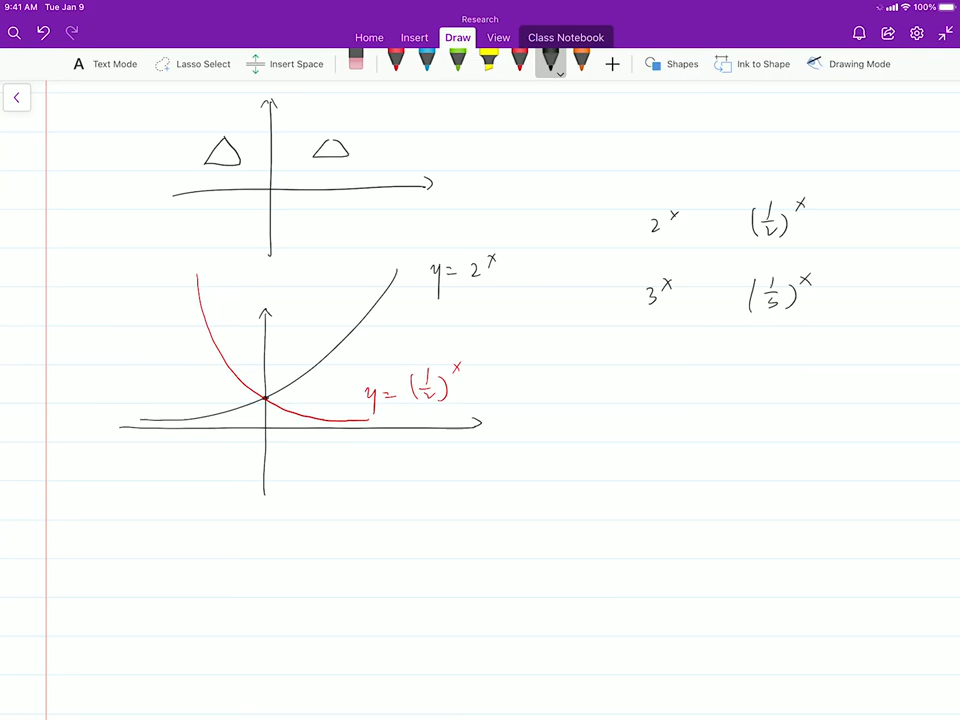 9:41 AM Tue Jan 9
100%
Research
Home Insert Draw View Class Notebook
A Text Mode Lasso Select Insert Space Shapes Ink to Shape Drawing Mode
2^x (1/2)^x
y = 2^x
3^x (1/3)^x
y = (1/2)^x